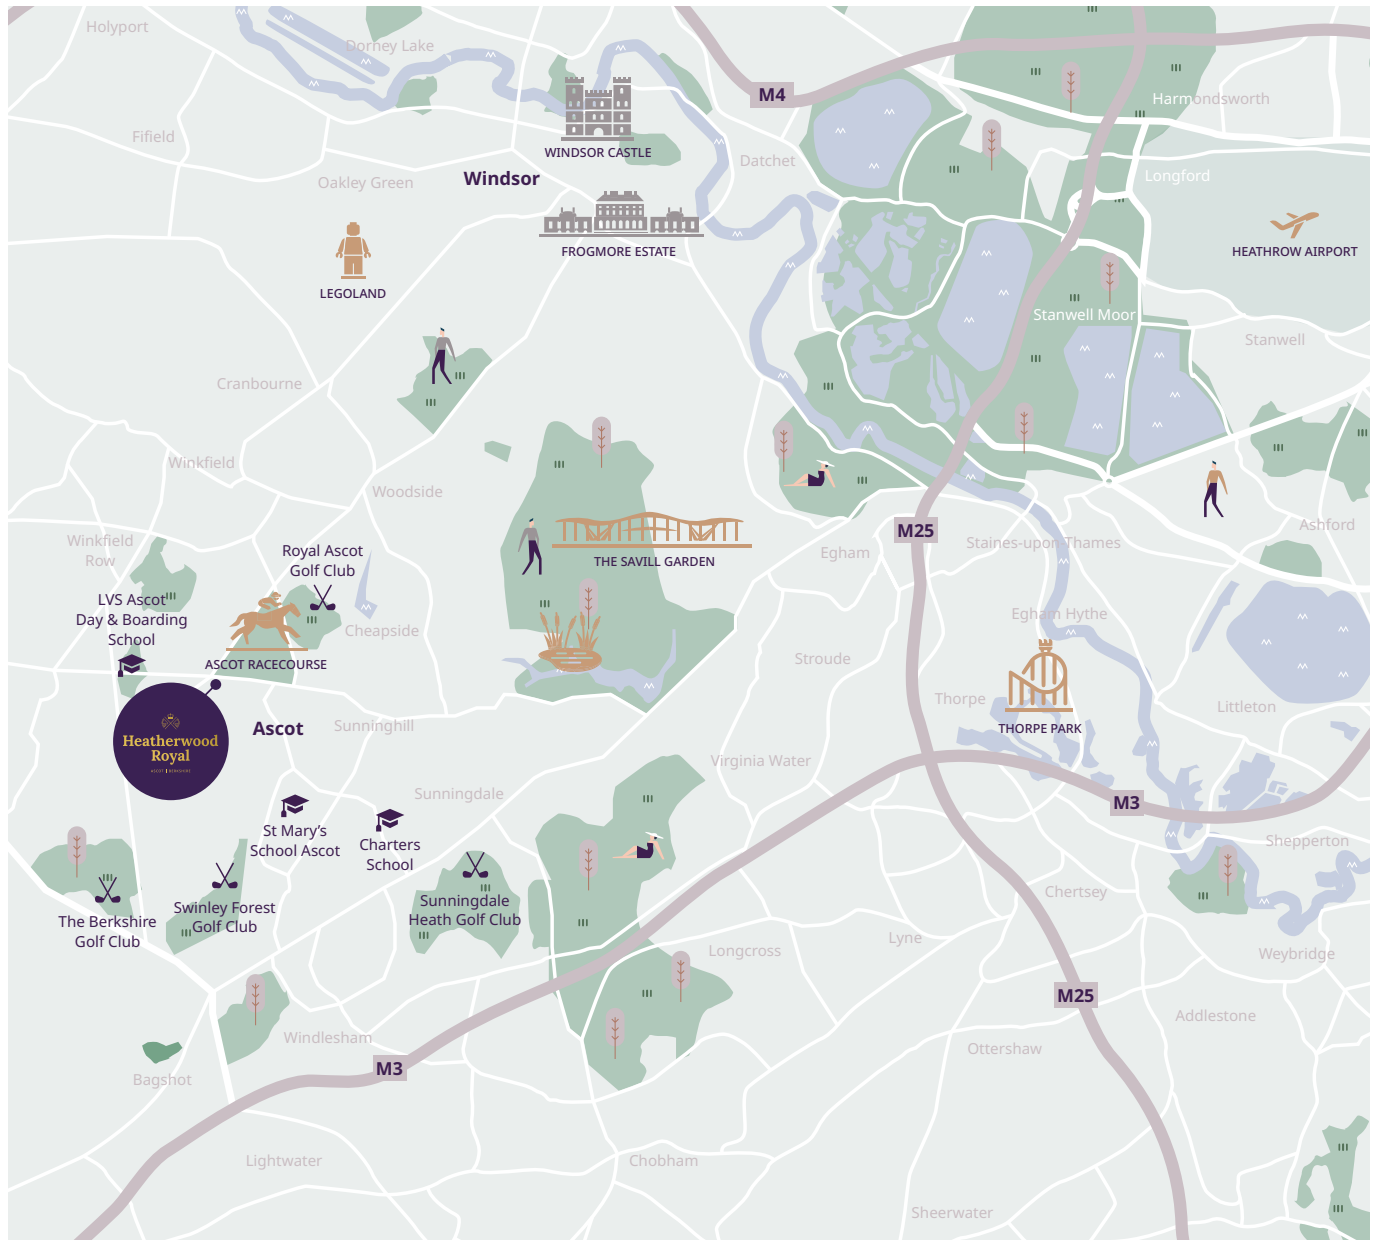 Holyport
Dorney Lake
M4
Harmondsworth
Fifield
WINDSOR CASTLE
Datchet
Oakley Green
Windsor
Longford
FROGMORE ESTATE
HEATHROW AIRPORT
LEGOLAND
Stanwell Moor
Stanwell
Cranbourne
Winkfield
Woodside
Winkfield
Row
Royal Ascot
Golf Club
THE SAVILL GARDEN
Egham
M25
Staines-upon-Thames
Ashford
LVS Ascot
Day & Boarding
School
Cheapside
Egham Hythe
ASCOT RACECOURSE
Stroude
Thorpe
THORPE PARK
Littleton
Heatherwood
Royal
ASCOT | BERKSHIRE
Ascot
Sunninghill
Virginia Water
Sunningdale
M3
St Mary's
School Ascot
Charters
School
Shepperton
Chertsey
The Berkshire
Golf Club
Swinley Forest
Golf Club
Sunningdale
Heath Golf Club
Longcross
Lyne
Weybridge
M25
Addlestone
Windlesham
Ottershaw
M3
Bagshot
Lightwater
Chobham
Sheerwater